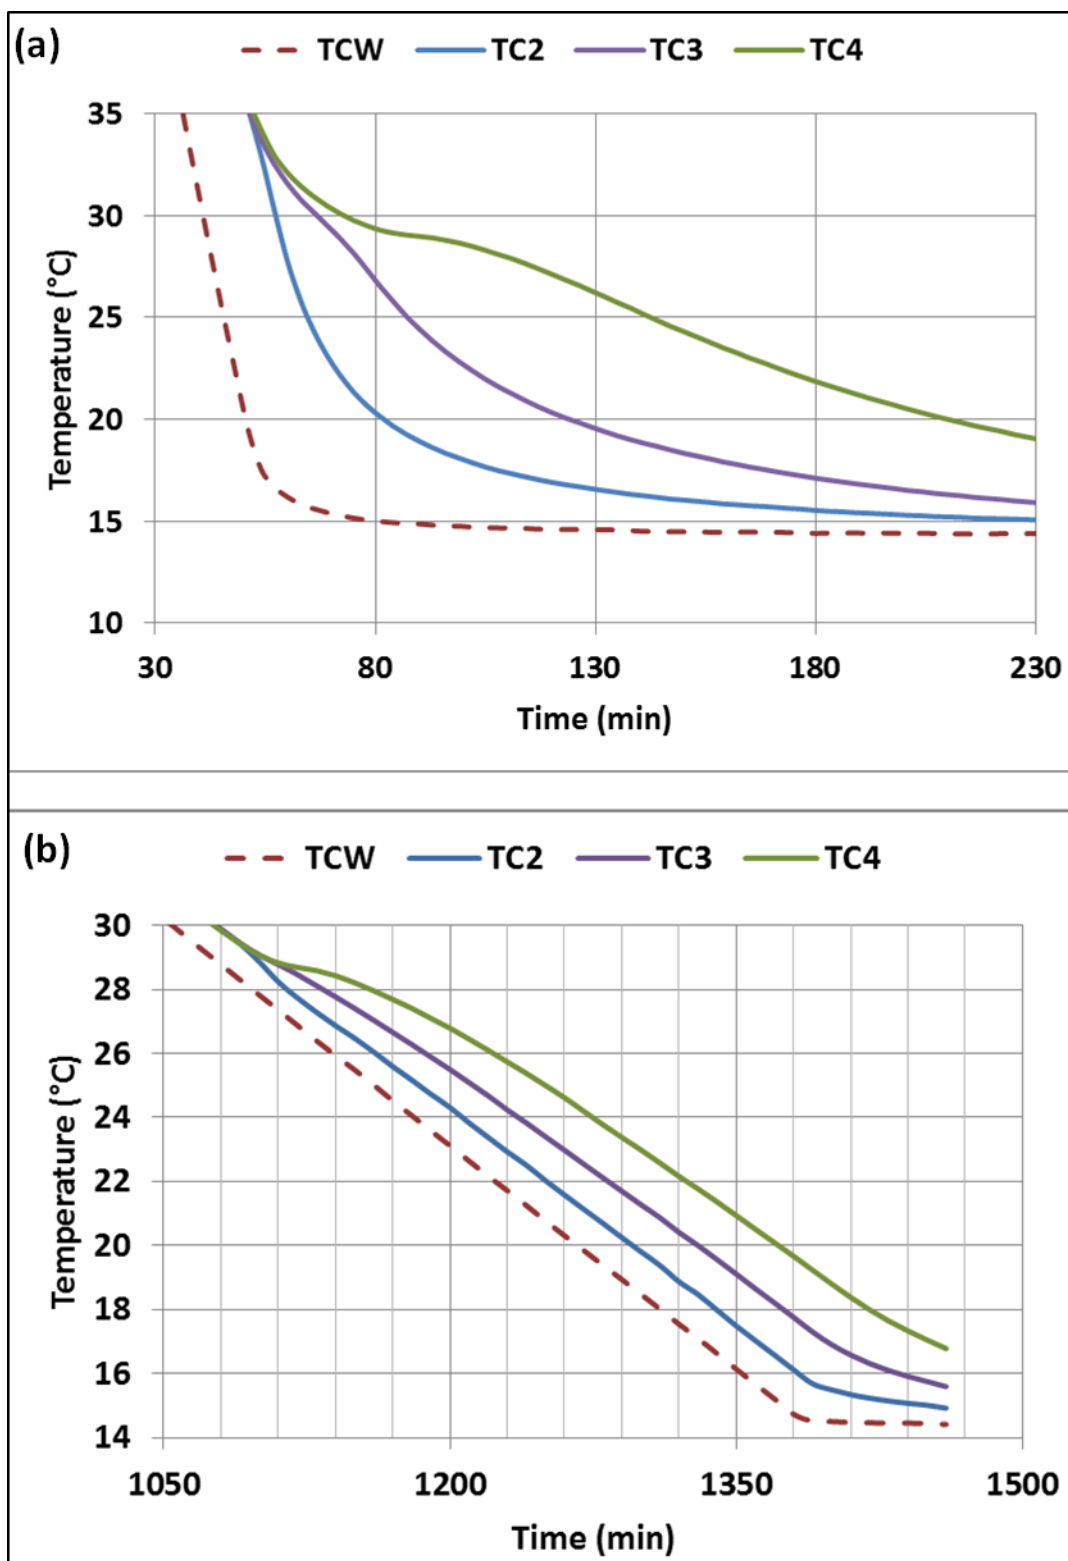 (a) TCW TC2 TC3 TC4
35
30
25
20
15
10
Temperature (°C)
30 80 130 180 230
Time (min)
(b) TCW TC2 TC3 TC4
30
28
26
24
22
20
18
16
14
Temperature (°C)
1050 1200 1350 1500
Time (min)